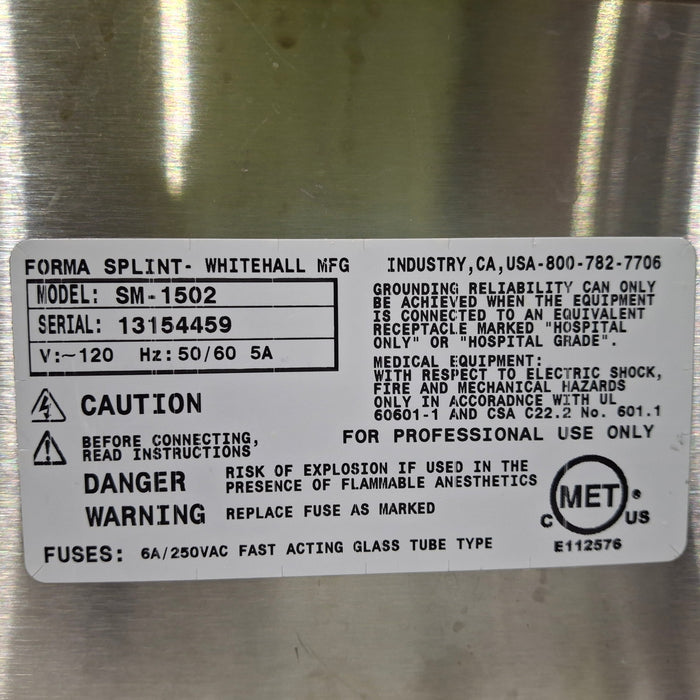 FORMA SPLINT- WHITEHALL MFG INDUSTRY,CA,USA-800-782-7706
MODEL: SM-1502
SERIAL: 13154459
V:~120 Hz:50/60 5A
GROUNDING RELIABILITY CAN ONLY
BE ACHIEVED WHEN THE EQUIPMENT
IS CONNECTED TO AN EQUIVALENT
RECEPTACLE MARKED "HOSPITAL
ONLY" OR "HOSPITAL GRADE".
MEDICAL EQUIPMENT:
WITH RESPECT TO ELECTRIC SHOCK,
FIRE AND MECHANICAL HAZARDS
ONLY IN ACCORADNCE WITH UL
60601-1 AND CSA C22.2 No. 601.1
CAUTION
BEFORE CONNECTING,
READ INSTRUCTIONS
FOR PROFESSIONAL USE ONLY
DANGER RISK OF EXPLOSION IF USED IN THE
PRESENCE OF FLAMMABLE ANESTHETICS
WARNING REPLACE FUSE AS MARKED
FUSES: 6A/250VAC FAST ACTING GLASS TUBE TYPE
MET®
C US
E112576